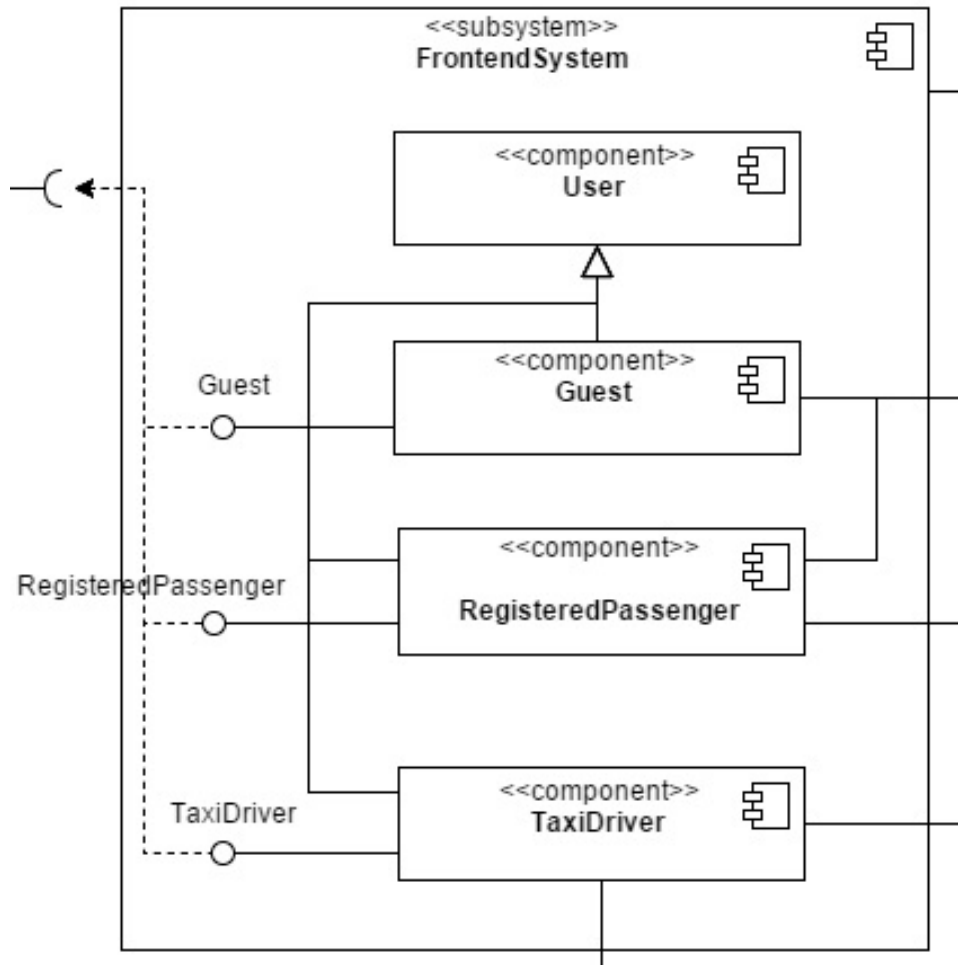 <<subsystem>>
FrontendSystem
<<component>>
User
<<component>>
Guest
Guest
<<component>>
RegisteredPassenger
RegisteredPassenger
<<component>>
TaxiDriver
TaxiDriver